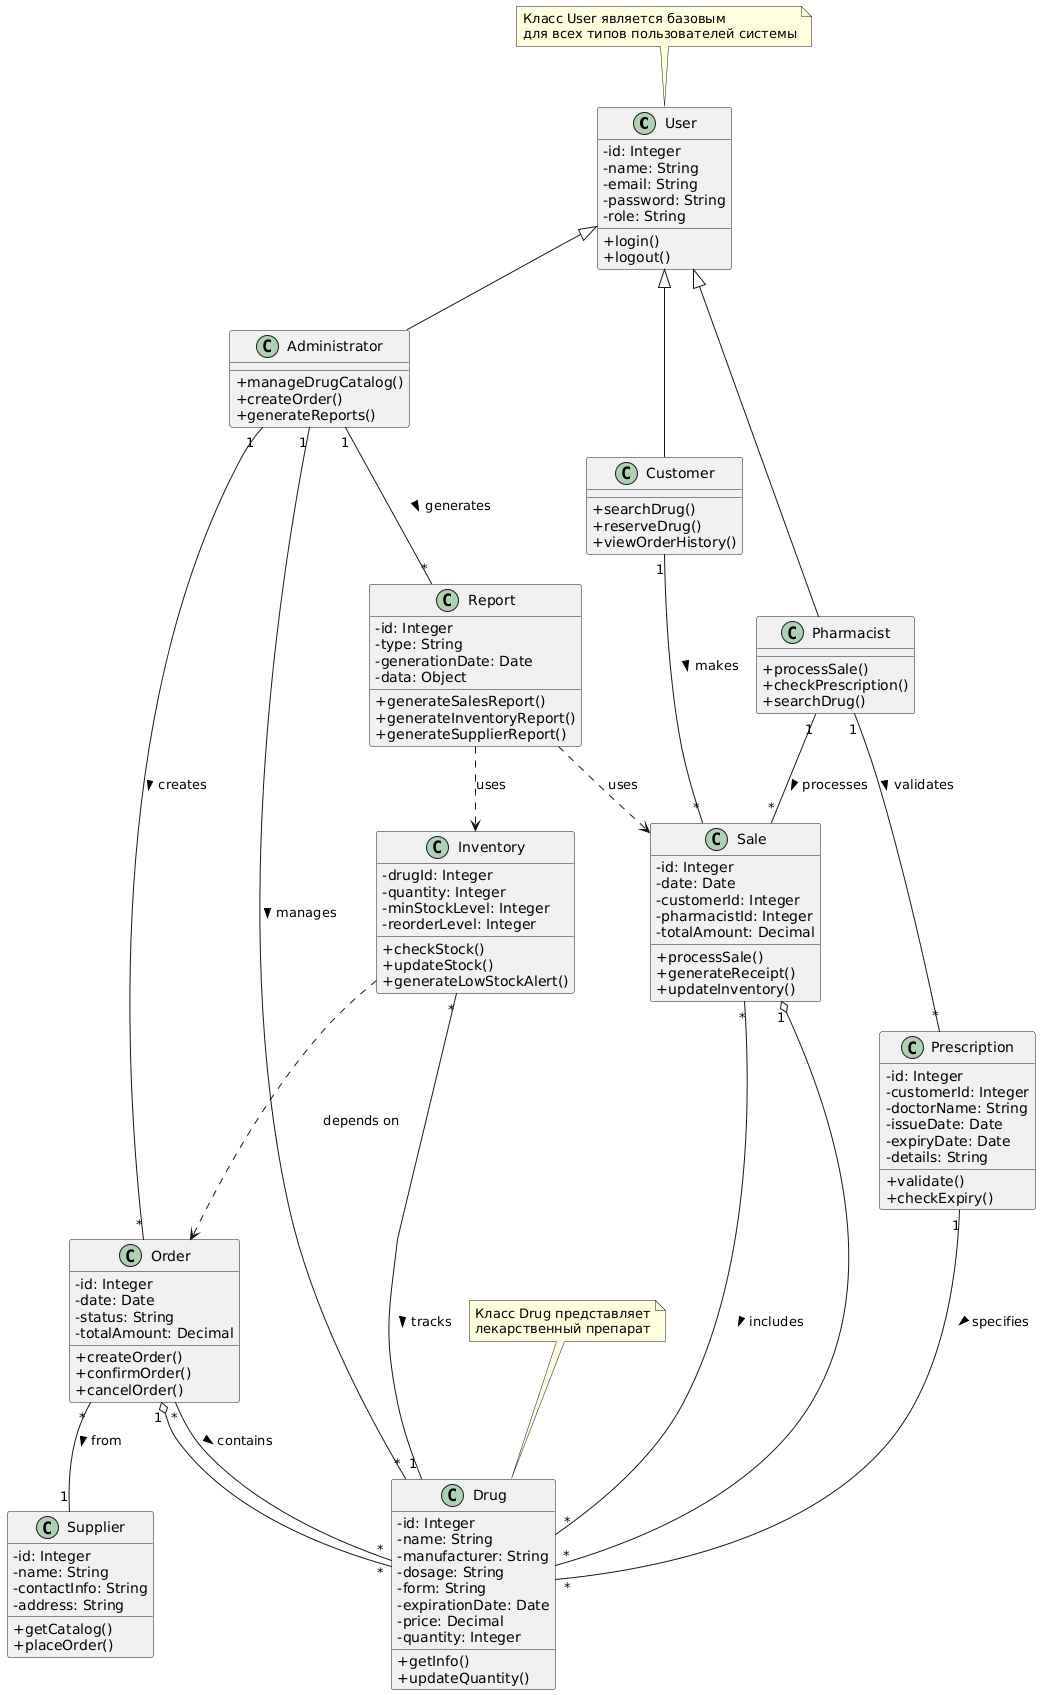 Класс User является базовым
для всех типов пользователей системы
C User
-id: Integer
-name: String
-email: String
-password: String
-role: String
+login()
+logout()
C Administrator
+manageDrugCatalog()
+createOrder()
+generateReports()
1
1
1
C Customer
+searchDrug()
+reserveDrug()
+viewOrderHistory()
1
generates
*
C Report
-id: Integer
-type: String
-generationDate: Date
-data: Object
+generateSalesReport()
+generateInventoryReport()
+generateSupplierReport()
C Pharmacist
+processSale()
+checkPrescription()
+searchDrug()
1
1
makes
creates
uses
uses
processes
validates
*
*
C Inventory
-drugId: Integer
-quantity: Integer
-minStockLevel: Integer
-reorderLevel: Integer
+checkStock()
+updateStock()
+generateLowStockAlert()
*
C Sale
-id: Integer
-date: Date
-customerId: Integer
-pharmacistId: Integer
-totalAmount: Decimal
+processSale()
+generateReceipt()
+updateInventory()
*
1
manages
*
C Prescription
-id: Integer
-customerId: Integer
-doctorName: String
-issueDate: Date
-expiryDate: Date
-details: String
+validate()
+checkExpiry()
1
depends on
*
C Order
-id: Integer
-date: Date
-status: String
-totalAmount: Decimal
+createOrder()
+confirmOrder()
+cancelOrder()
*
1
*
tracks
Класс Drug представляет
лекарственный препарат
includes
specifies
from
contains
1
*
1
*
*
*
*
*
C Supplier
-id: Integer
-name: String
-contactInfo: String
-address: String
+getCatalog()
+placeOrder()
C Drug
-id: Integer
-name: String
-manufacturer: String
-dosage: String
-form: String
-expirationDate: Date
-price: Decimal
-quantity: Integer
+getInfo()
+updateQuantity()